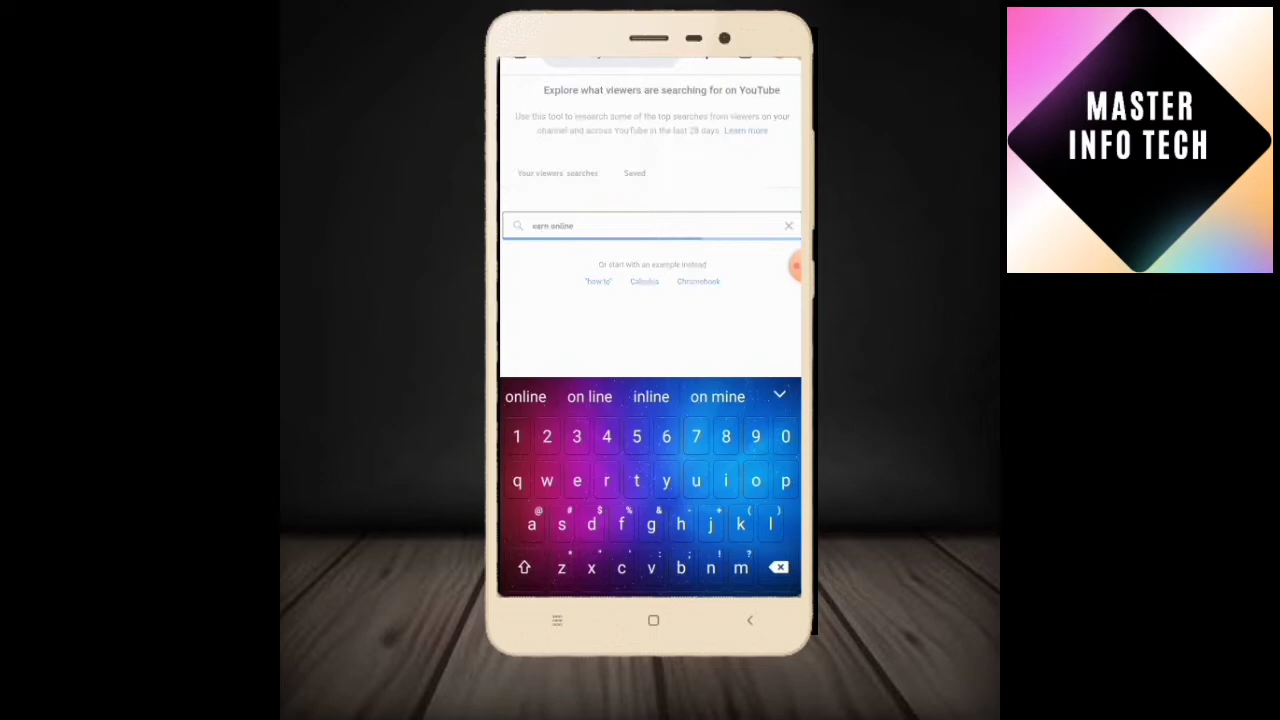 MASTER
INFO TECH
Explore what viewers are searching for on YouTube
Use this tool to research some of the top searches from viewers on your
channel and across YouTube in the last 28 days. Learn more
Your viewers' searches Saved
earn online
Or start with an example instead
"how to" Calculus Chromebook
online on line inline on mine
1 2 3 4 5 6 7 8 9 0
q w e r t y u i o p
@ # $ % & - + ( )
a s d f g h j k l
* " ' : ; ! ?
z x c v b n m